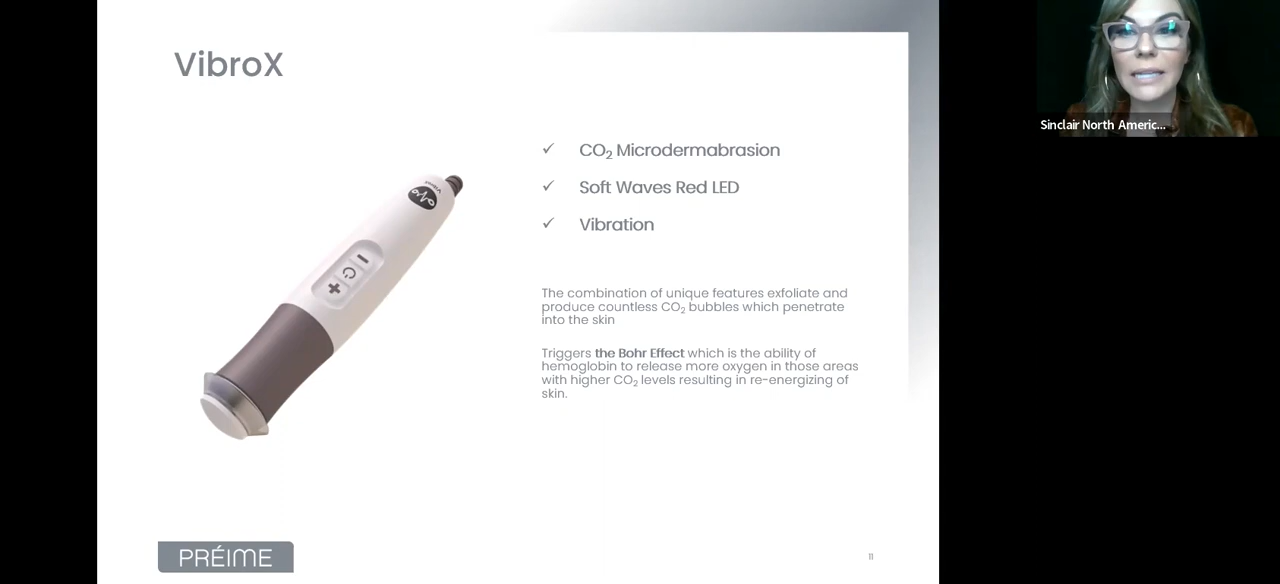 VibroX
✓ CO₂ Microdermabrasion
✓ Soft Waves Red LED
✓ Vibration
The combination of unique features exfoliate and
produce countless CO₂ bubbles which penetrate
into the skin
Triggers the Bohr Effect which is the ability of
hemoglobin to release more oxygen in those areas
with higher CO₂ levels resulting in re-energizing of
skin.
PRÉIME
11
Sinclair North Americ...
VibroX